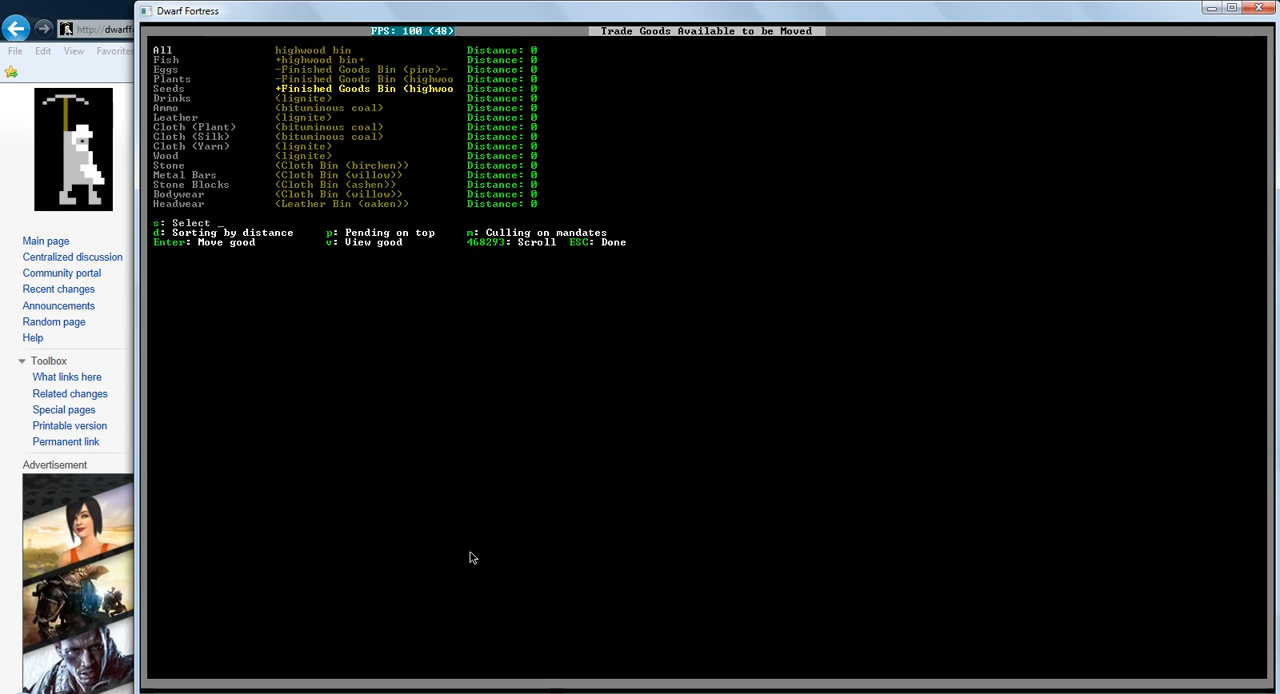 Dwarf Fortress
http://dwarff
File Edit View Favorites
FPS: 100 (48) Trade Goods Available to be Moved
All highwood bin Distance: 0
Fish +highwood bin+ Distance: 0
Eggs -Finished Goods Bin (pine)- Distance: 0
Plants -Finished Goods Bin (highwoo Distance: 0
Seeds +Finished Goods Bin (highwoo Distance: 0
Drinks (lignite) Distance: 0
Ammo (bituminous coal) Distance: 0
Leather (lignite) Distance: 0
Cloth (Plant) (bituminous coal) Distance: 0
Cloth (Silk) (bituminous coal) Distance: 0
Cloth (Yarn) (lignite) Distance: 0
Wood (lignite) Distance: 0
Stone (Cloth Bin (birchen)) Distance: 0
Metal Bars (Cloth Bin (willow)) Distance: 0
Stone Blocks (Cloth Bin (ashen)) Distance: 0
Bodywear (Cloth Bin (willow)) Distance: 0
Headwear (Leather Bin (oaken)) Distance: 0
s: Select _
d: Sorting by distance p: Pending on top m: Culling on mandates
Enter: Move good v: View good 468293: Scroll ESC: Done
Main page
Centralized discussion
Community portal
Recent changes
Announcements
Random page
Help
Toolbox
What links here
Related changes
Special pages
Printable version
Permanent link
Advertisement